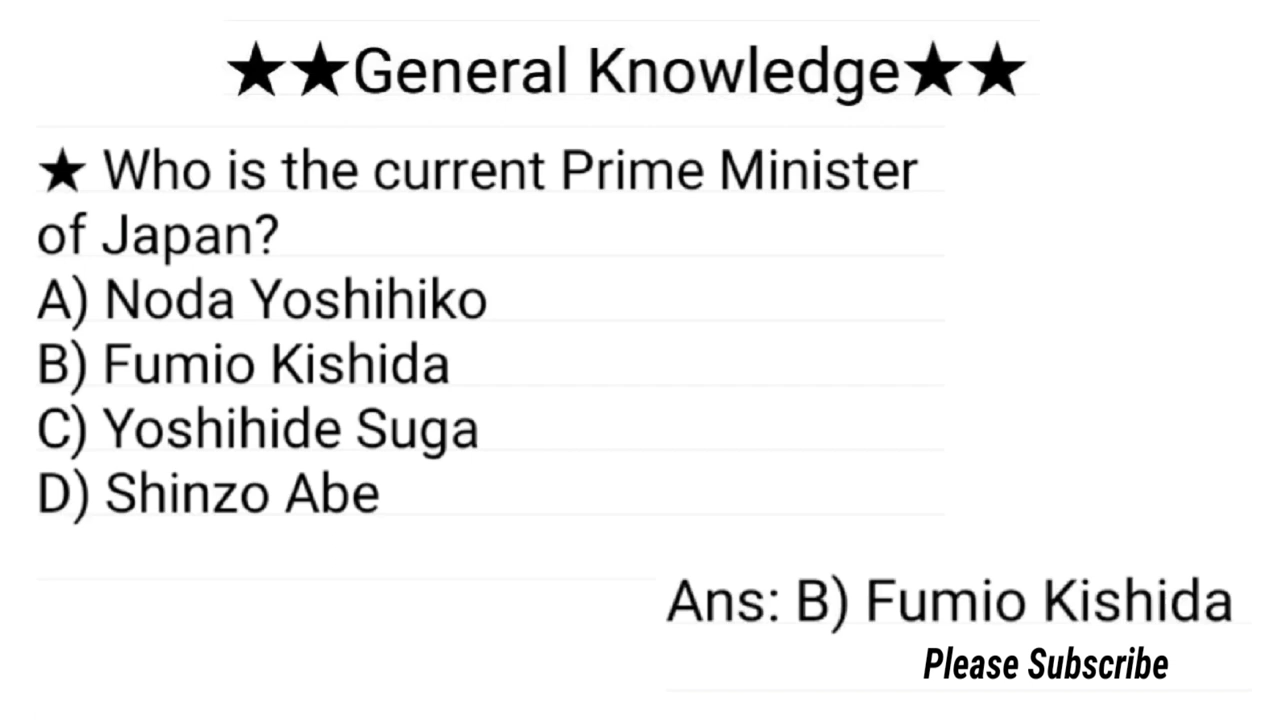 ★★General Knowledge★★
★ Who is the current Prime Minister
of Japan?
A) Noda Yoshihiko
B) Fumio Kishida
C) Yoshihide Suga
D) Shinzo Abe
Ans: B) Fumio Kishida
Please Subscribe